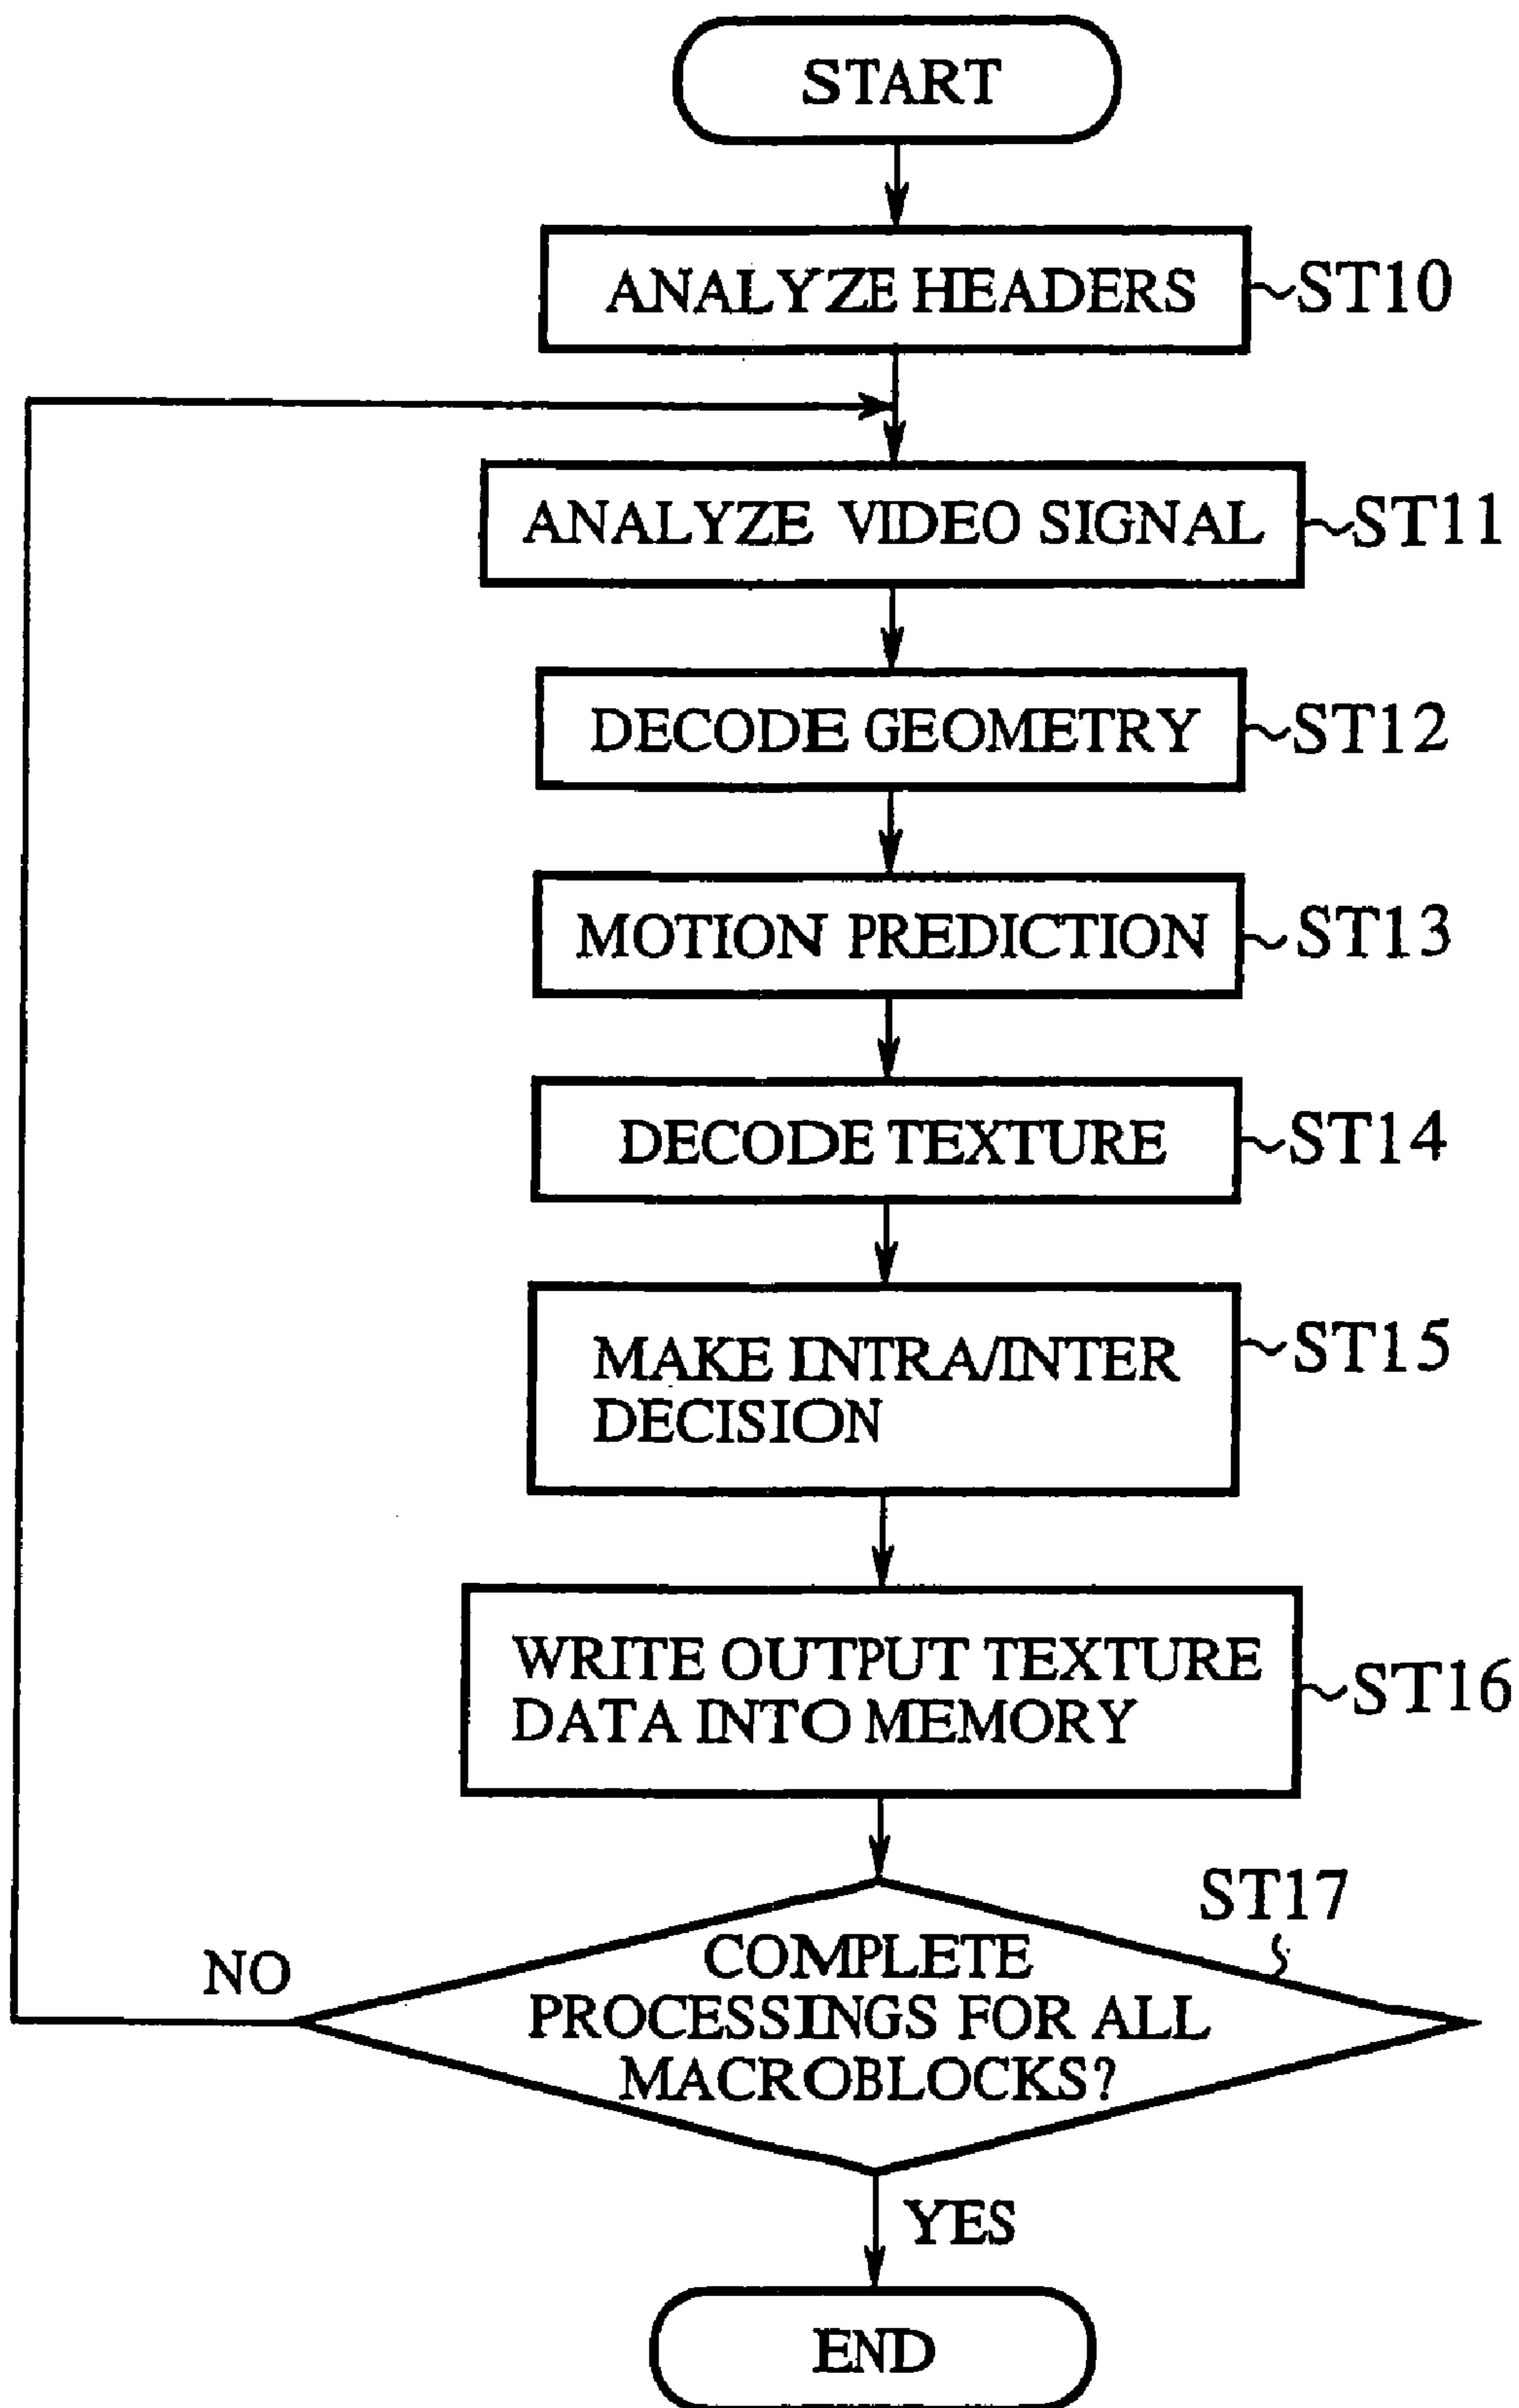 START
ANALYZE HEADERS
ST10
ANALYZE VIDEO SIGNAL
ST11
DECODE GEOMETRY
ST12
MOTION PREDICTION
ST13
DECODE TEXTURE
ST14
MAKE INTRA/INTER
DECISION
ST15
WRITE OUTPUT TEXTURE
DATA INTO MEMORY
ST16
ST17
COMPLETE
PROCESSINGS FOR ALL
MACROBLOCKS?
NO
YES
END